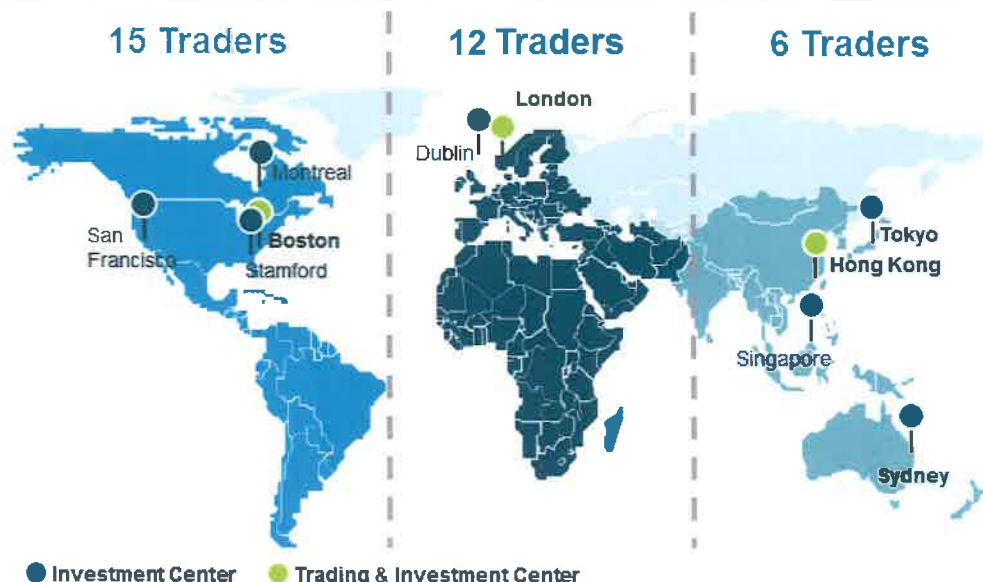 15 Traders
12 Traders
6 Traders
London
Dublin
Montreal
San
Francisco
Boston
Stamford
Tokyo
Hong Kong
Singapore
Sydney
Investment Center
Trading & Investment Center